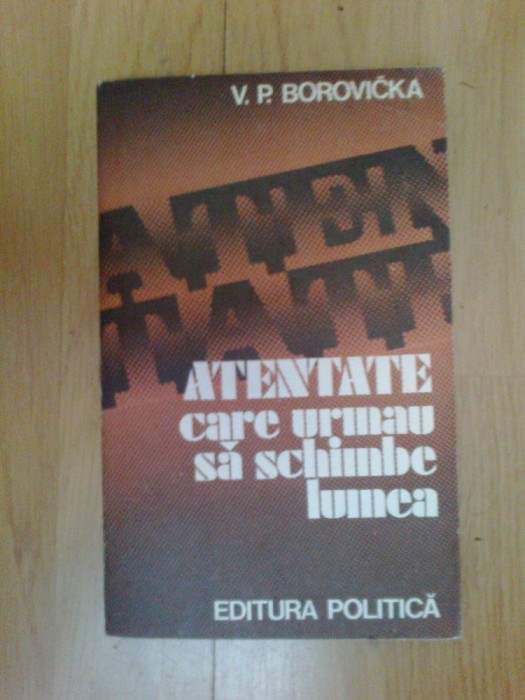 V. P. BOROVIČKA
ATENTATE
care urmau
să schimbe
lumea
EDITURA POLITICĂ